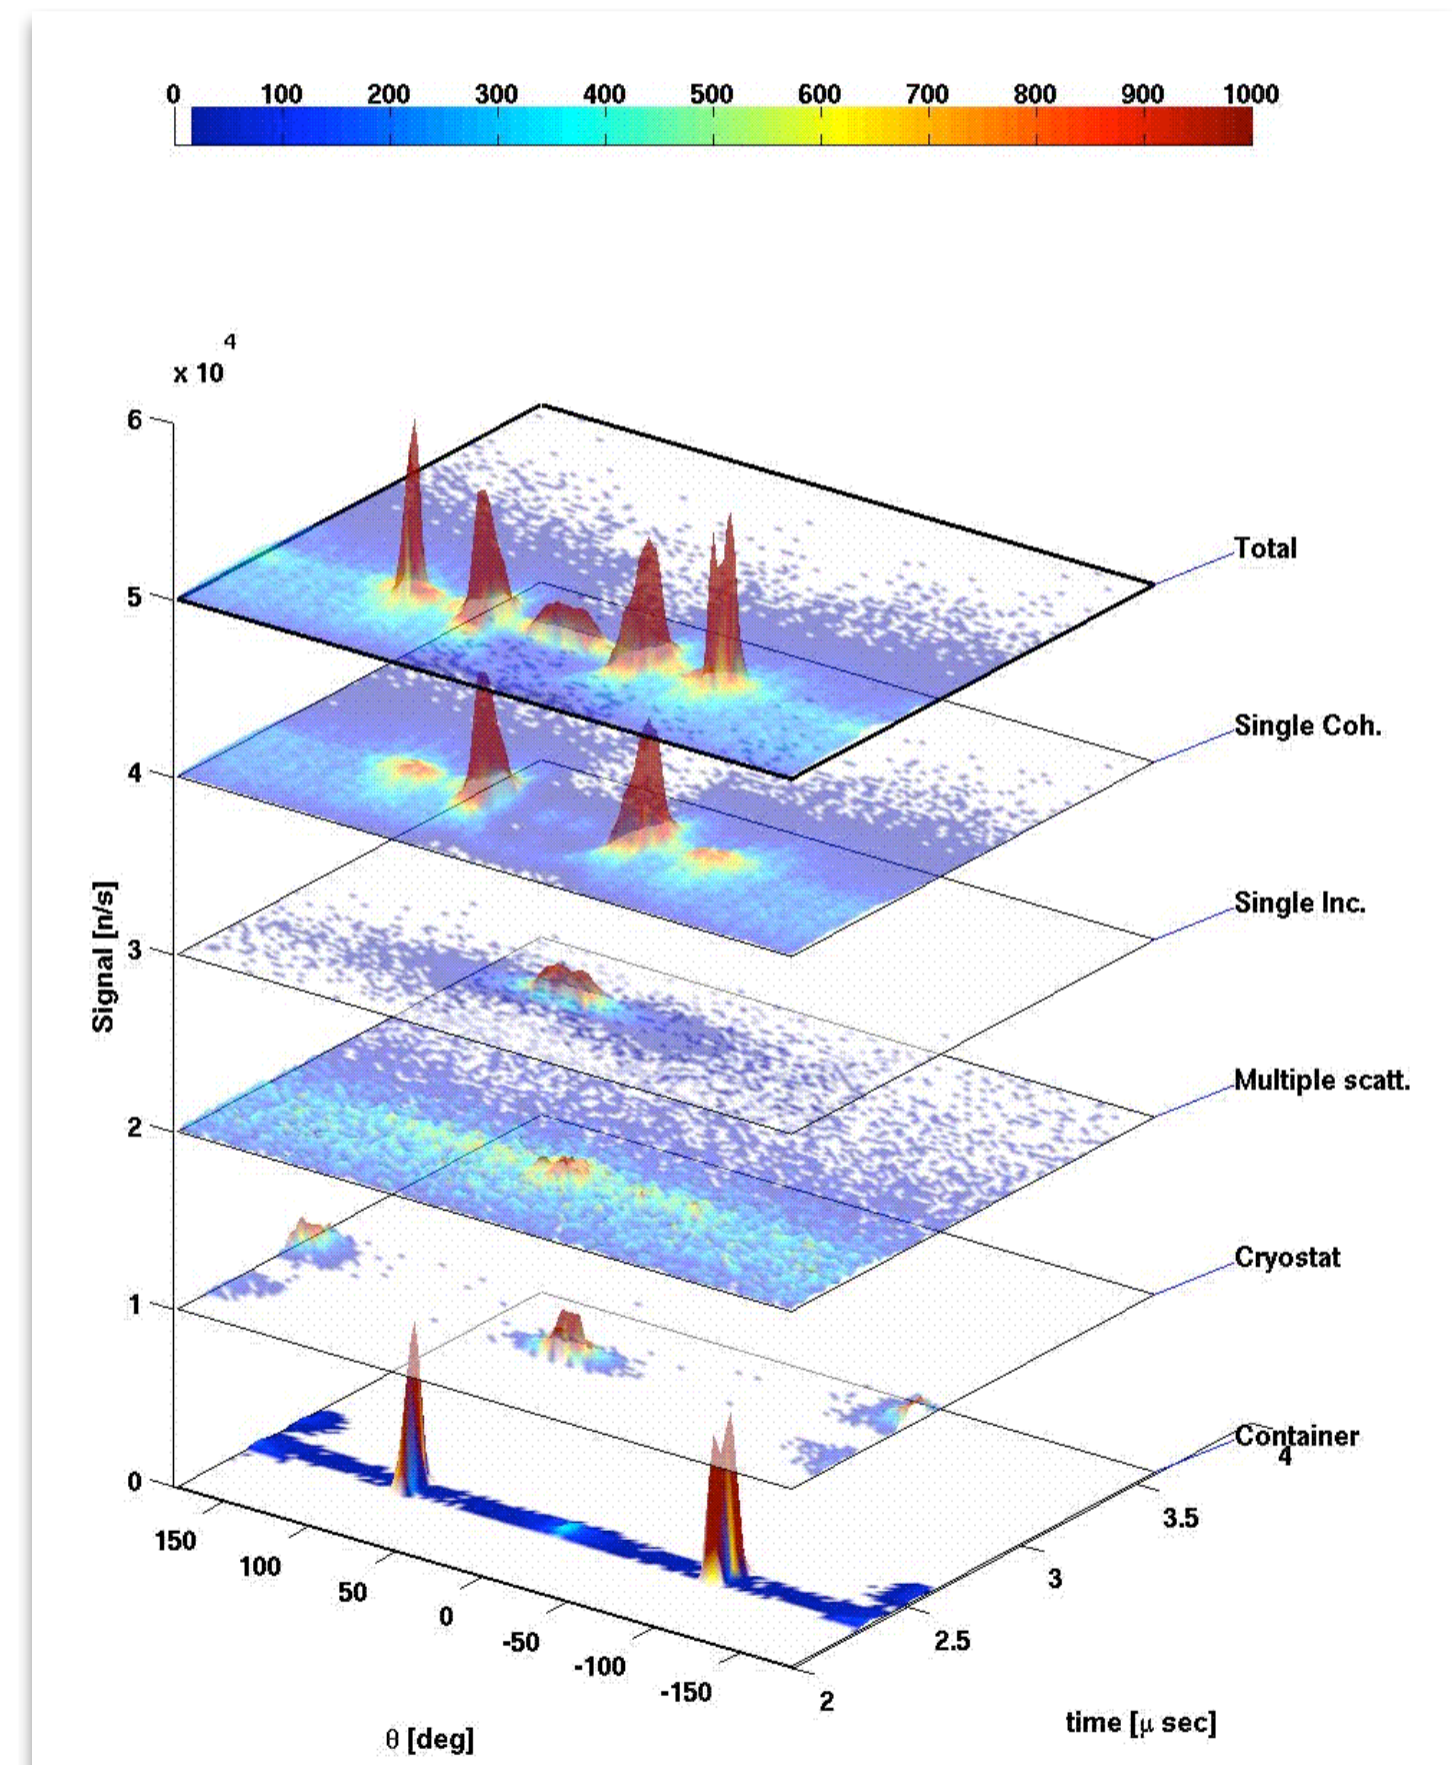 0 100 200 300 400 500 600 700 800 900 1000
4
x 10
6
5
4
3
2
1
0
Signal [n/s]
Total
Single Coh.
Single Inc.
Multiple scatt.
Cryostat
Container
4
3.5
3
2.5
2
time [μ sec]
150
100
50
0
-50
-100
-150
θ [deg]